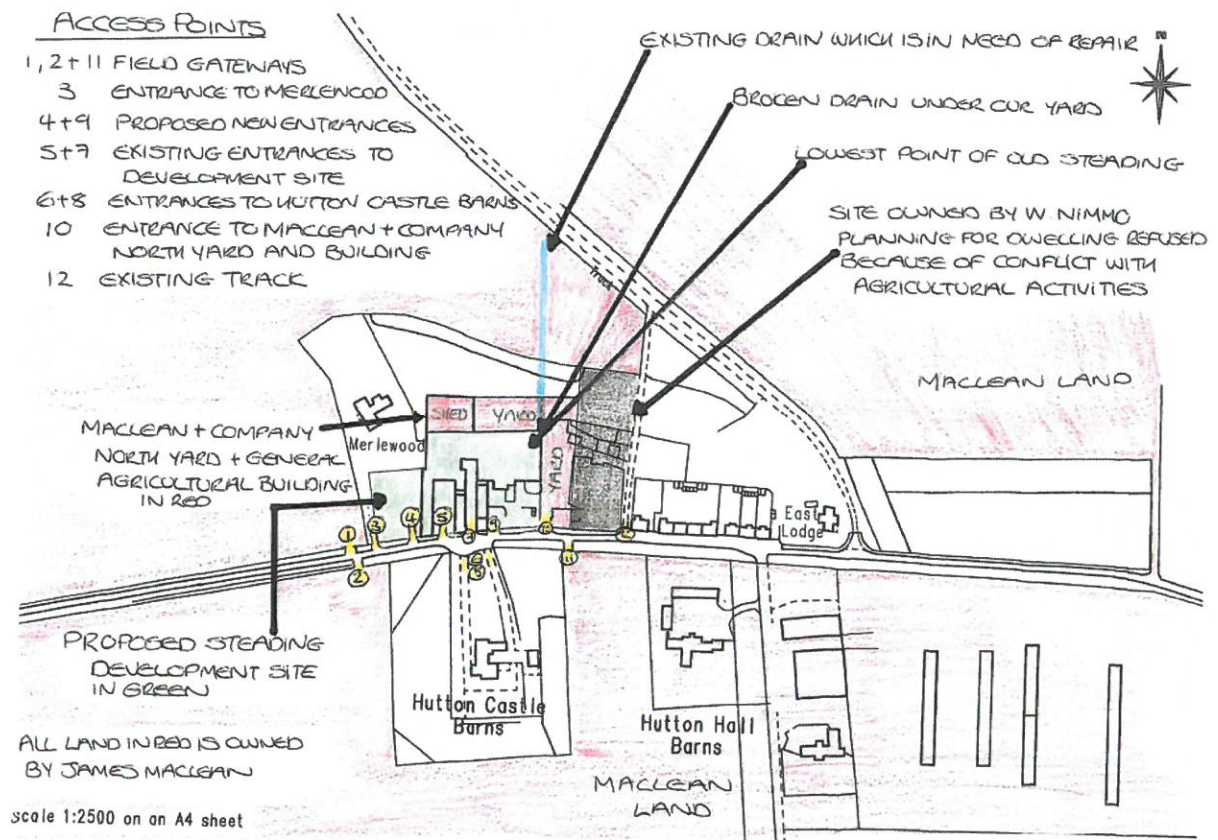 ACCESS POINTS
1, 2 + 11 FIELD GATEWAYS
3 ENTRANCE TO MERLEWOOD
4+9 PROPOSED NEW ENTRANCES
5+7 EXISTING ENTRANCES TO
DEVELOPMENT SITE
6+8 ENTRANCES TO HUTTON CASTLE BARNS
10 ENTRANCE TO MACLEAN + COMPANY
NORTH YARD AND BUILDING
12 EXISTING TRACK
EXISTING DRAIN WHICH IS IN NEED OF REPAIR
N
BROKEN DRAIN UNDER OUR YARD
LOWEST POINT OF OLD STEADING
SITE OWNED BY W. NIMMO
PLANNING FOR DWELLING REFUSED
BECAUSE OF CONFLICT WITH
AGRICULTURAL ACTIVITIES
Track
MACLEAN LAND
SHED
YARD
Merlewood
MACLEAN + COMPANY
NORTH YARD + GENERAL
AGRICULTURAL BUILDING
IN RED
YARD
East
Lodge
1
3
4
5
9
2
11
PROPOSED STEADING
DEVELOPMENT SITE
IN GREEN
Hutton Castle
Barns
Hutton Hall
Barns
ALL LAND IN RED IS OWNED
BY JAMES MACLEAN
MACLEAN
LAND
scale 1:2500 on an A4 sheet